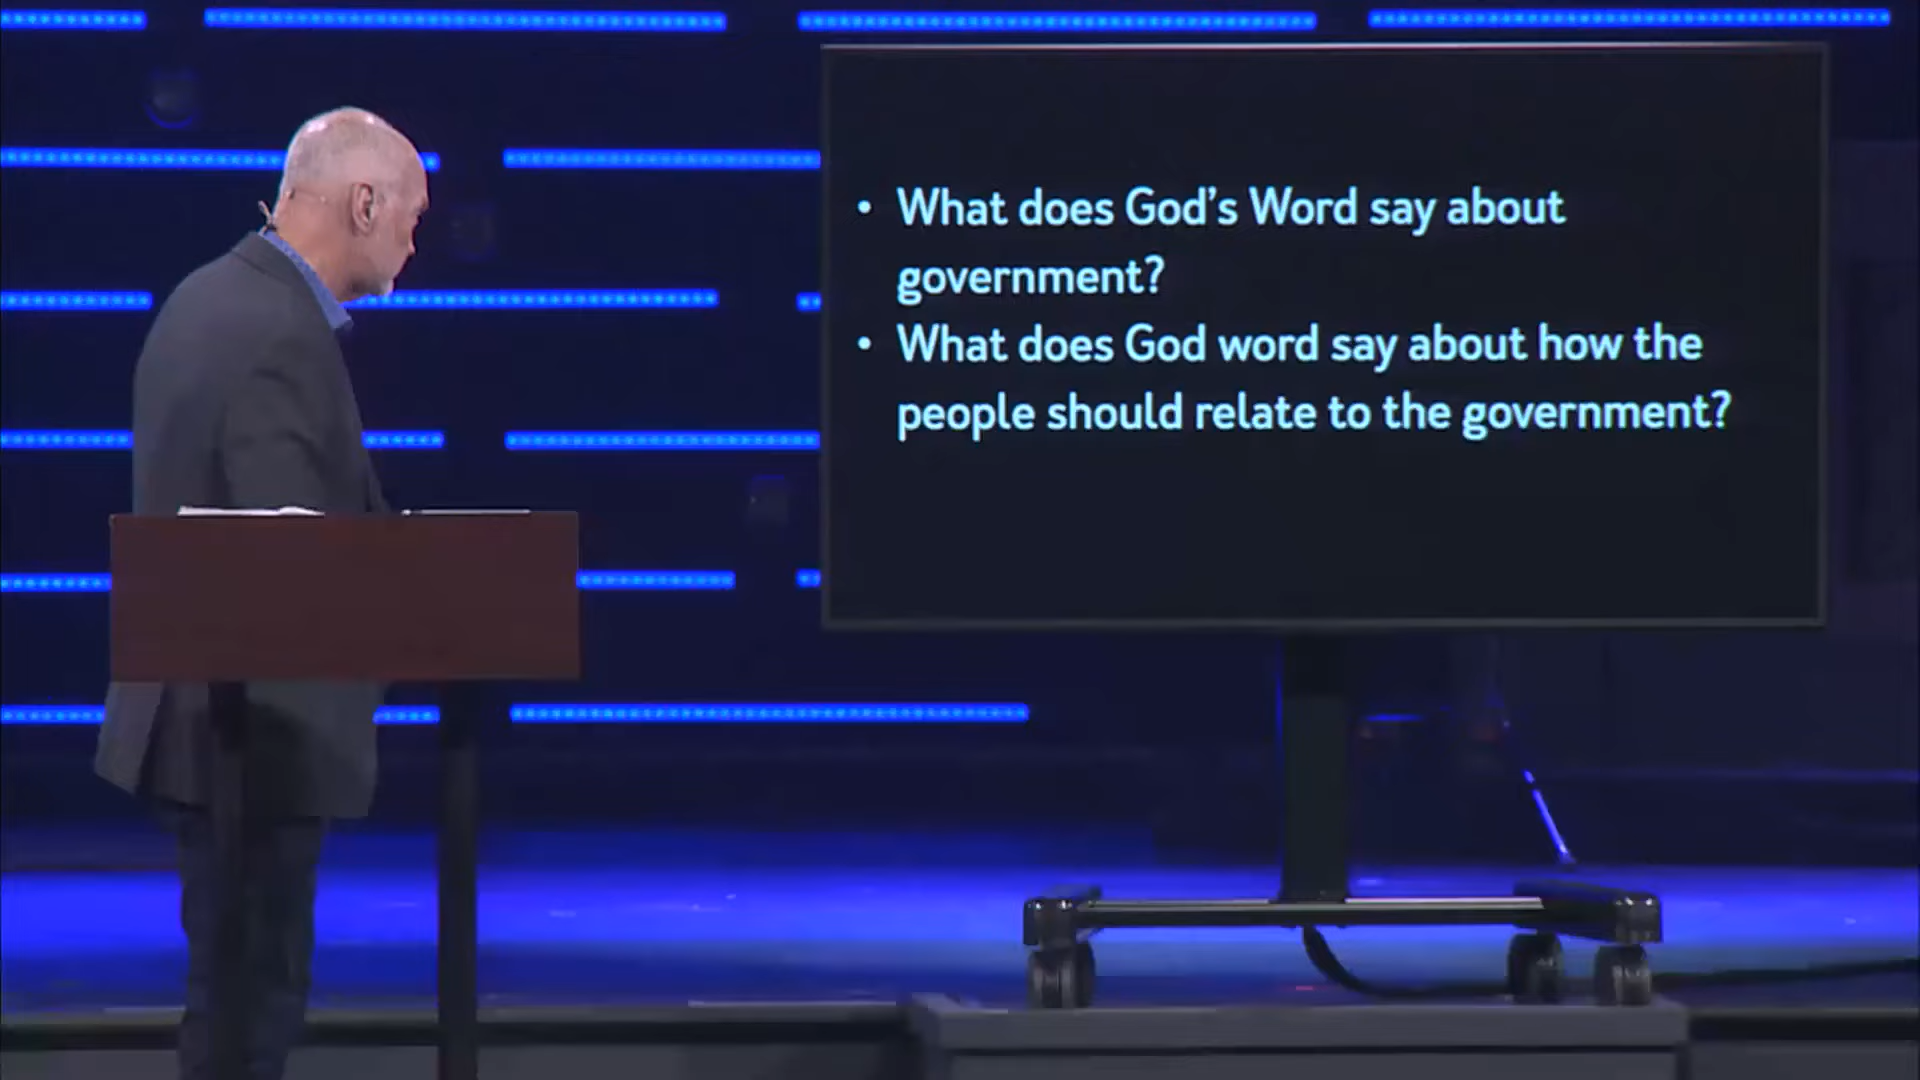 • What does God's Word say about
government?
• What does God word say about how the
people should relate to the government?